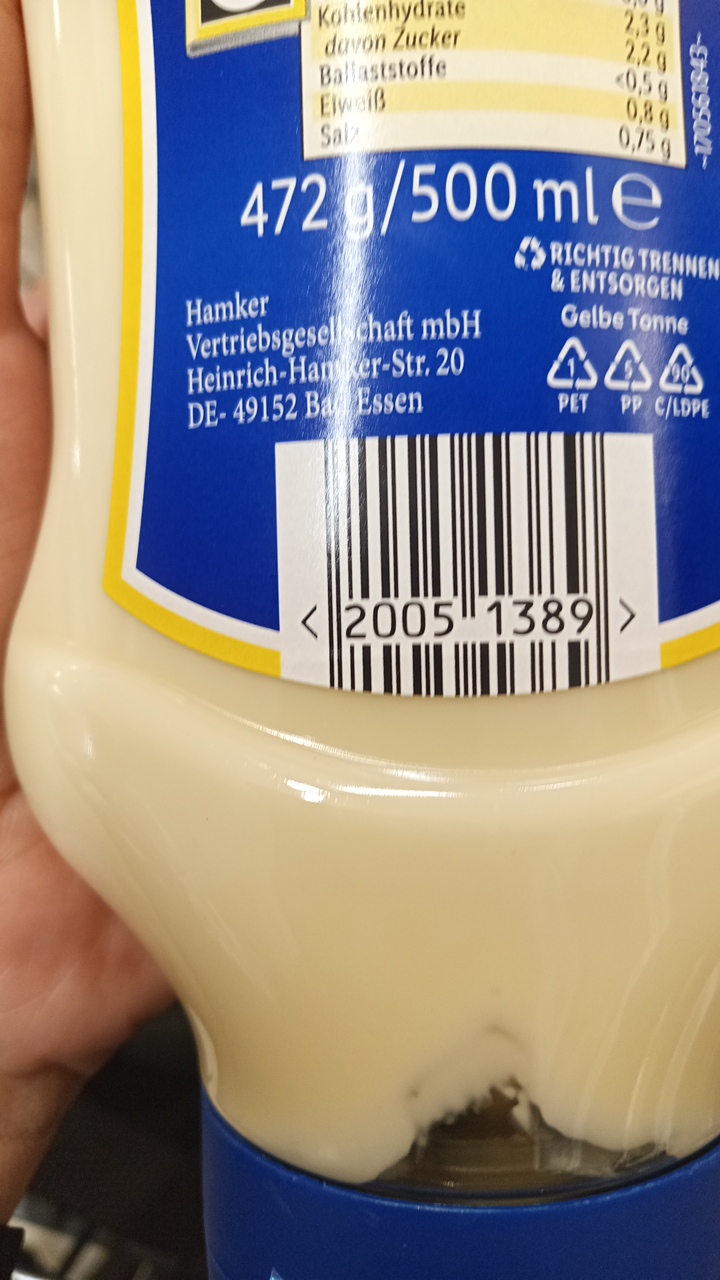 Kohlenhydrate 2,3 g
davon Zucker 2,2 g
Ballaststoffe <0,5 g
Eiweiß 0,8 g
Salz 0,75 g
472 g/500 ml e
RICHTIG TRENNEN
& ENTSORGEN
Gelbe Tonne
1 5 90
PET PP C/LDPE
Hamker
Vertriebsgesellschaft mbH
Heinrich-Hamker-Str. 20
DE- 49152 Bad Essen
< 2005 1389 >